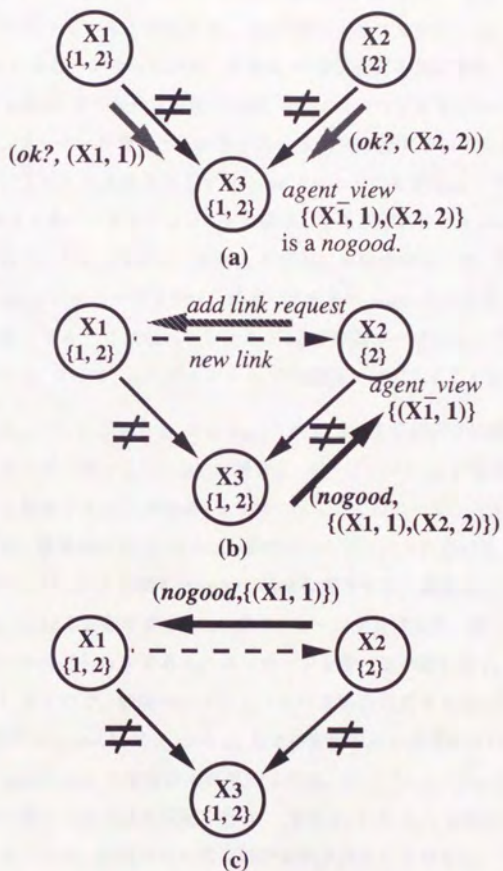 X1
{1, 2}
X2
{2}
≠
≠
(ok?, (X1, 1))
(ok?, (X2, 2))
X3
{1, 2}
agent_view
{(X1, 1),(X2, 2)}
is a nogood.
(a)
add link request
X1
{1, 2}
X2
{2}
new link
agent_view
{(X1, 1)}
≠
≠
X3
{1, 2}
(nogood,
{(X1, 1),(X2, 2)})
(b)
(nogood,{(X1, 1)})
X1
{1, 2}
X2
{2}
≠
≠
X3
{1, 2}
(c)